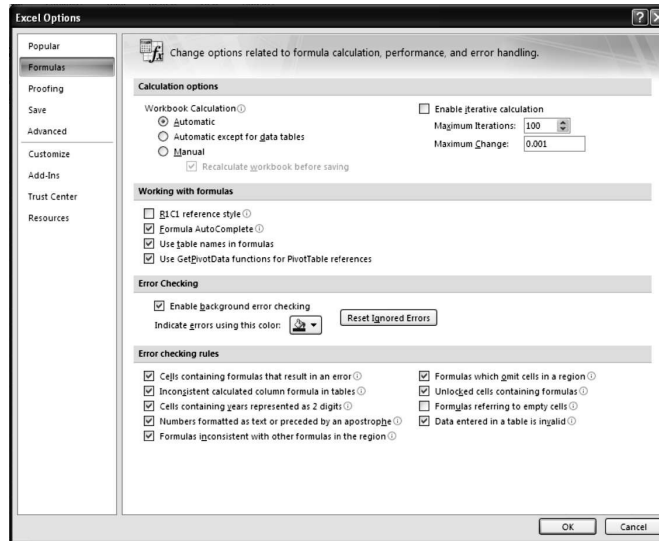 Excel Options
Popular
Formulas
Proofing
Save
Advanced
Customize
Add-Ins
Trust Center
Resources
Change options related to formula calculation, performance, and error handling.
Calculation options
Workbook Calculation
Automatic
Automatic except for data tables
Manual
Recalculate workbook before saving
Enable iterative calculation
Maximum Iterations: 100
Maximum Change: 0.001
Working with formulas
R1C1 reference style
Formula AutoComplete
Use table names in formulas
Use GetPivotData functions for PivotTable references
Error Checking
Enable background error checking
Indicate errors using this color:
Reset Ignored Errors
Error checking rules
Cells containing formulas that result in an error
Inconsistent calculated column formula in tables
Cells containing years represented as 2 digits
Numbers formatted as text or preceded by an apostrophe
Formulas inconsistent with other formulas in the region
Formulas which omit cells in a region
Unlocked cells containing formulas
Formulas referring to empty cells
Data entered in a table is invalid
OK
Cancel